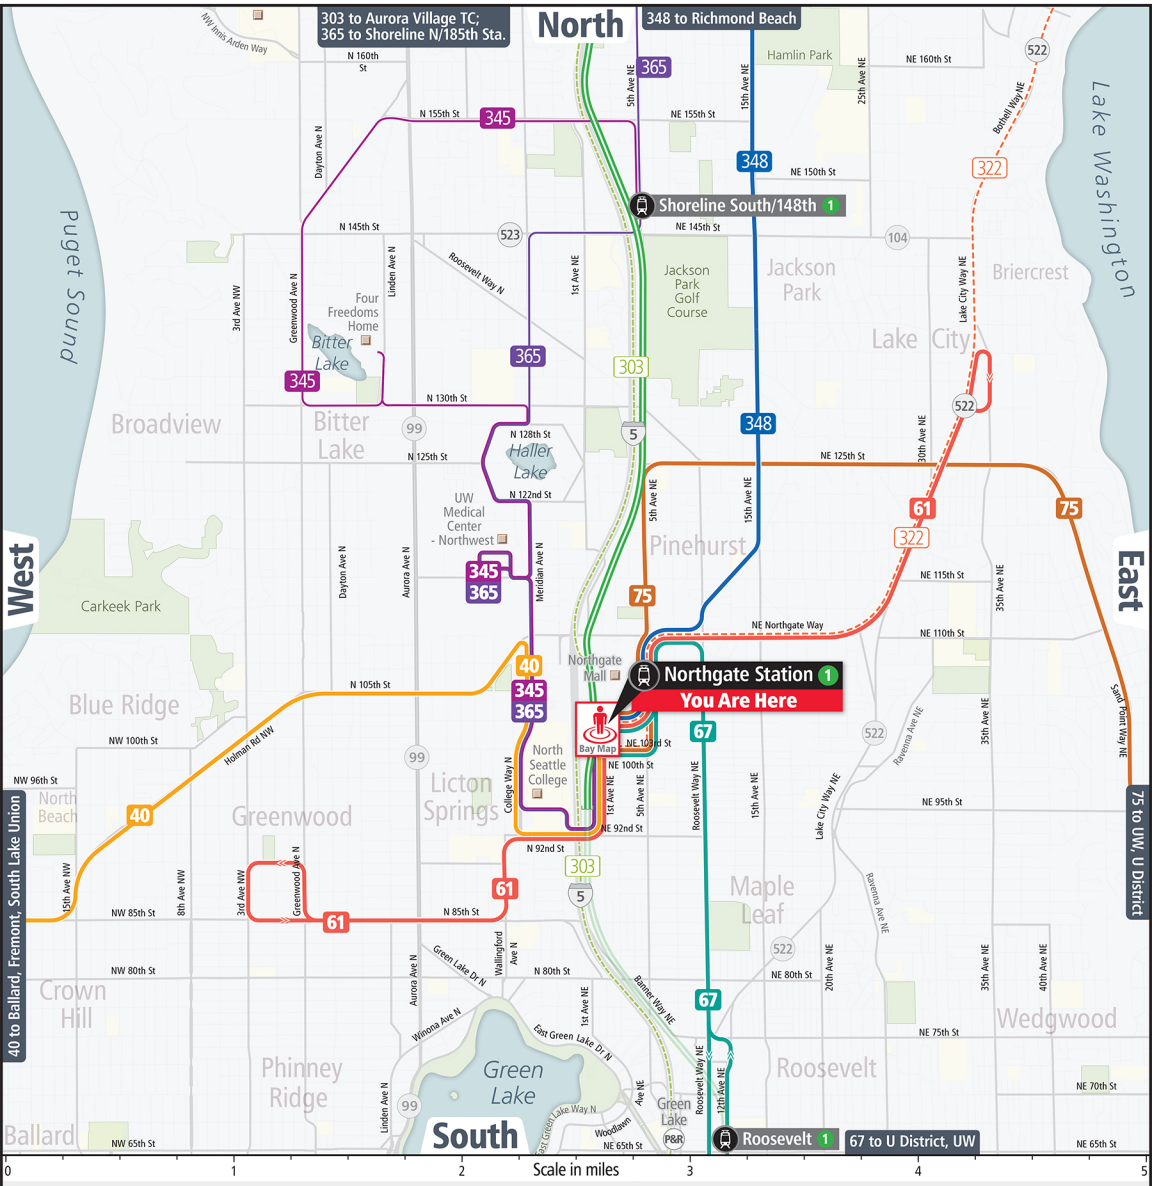 303 to Aurora Village TC;
365 to Shoreline N/185th Sta.
North
348 to Richmond Beach
NW Innis Arden Way
N 160th
St
5th Ave NE
365
15th Ave NE
Hamlin Park
25th Ave NE
NE 160th St
522
Bothell Way NE
Lake Washington
N 155th St
345
NE 155th St
Dayton Ave N
348
NE 150th St
322
Shoreline South/148th 1
Puget Sound
N 145th St
523
NE 145th St
104
3rd Ave NW
Greenwood Ave N
Linden Ave N
Roosevelt Way N
1st Ave NE
Jackson
Park
Golf
Course
Jackson
Park
Lake City Way NE
Briercrest
Four
Freedoms
Home
Bitter
Lake
365
303
Lake City
345
N 130th St
522
Broadview
Bitter
Lake
99
5
348
30th Ave NE
N 128th St
Haller
Lake
N 125th St
NE 125th St
N 122nd St
UW
Medical
Center
- Northwest
5th Ave NE
15th Ave NE
61
75
322
Pinehurst
West
East
Dayton Ave N
Aurora Ave N
345
365
Meridian Ave N
NE 115th St
35th Ave NE
75
Carkeek Park
NE Northgate Way
NE 110th St
Northgate
Mall
40
Northgate Station 1
You Are Here
N 105th St
345
365
Blue Ridge
Bay Map
67
NE 103rd St
Sand Point Way NE
35th Ave NE
522
Ravenna Ave NE
NW 100th St
Holman Rd NW
99
North
Seattle
College
NE 100th St
NW 96th St
North
Beach
40
Greenwood
Licton
Springs
College Way N
1st Ave NE
5th Ave NE
Roosevelt Way NE
15th Ave NE
Lake City Way NE
NE 95th St
40 to Ballard, Fremont, South Lake Union
75 to UW, U District
NE 92nd St
N 92nd St
303
5
15th Ave NW
8th Ave NW
3rd Ave NW
Greenwood Ave N
61
Maple
Leaf
Ravenna Ave NE
NW 85th St
61
N 85th St
Wallingford
Ave N
522
20th Ave NE
35th Ave NE
40th Ave NE
NW 80th St
Aurora Ave N
Green Lake Dr N
N 80th St
NE 80th St
Crown
Hill
1st Ave NE
Banner Way NE
67
Wedgwood
Winona Ave N
East Green Lake Dr N
NE 75th St
Phinney
Ridge
Green
Lake
Roosevelt Way NE
12th Ave NE
Roosevelt
NE 70th St
Linden Ave N
99
East Green Lake Way N
Woodlawn
Ave NE
Green
Lake
P&R
Ballard
NW 65th St
South
NE 65th St
Roosevelt 1
67 to U District, UW
NE 65th St
0
1
2
Scale in miles
3
4
5